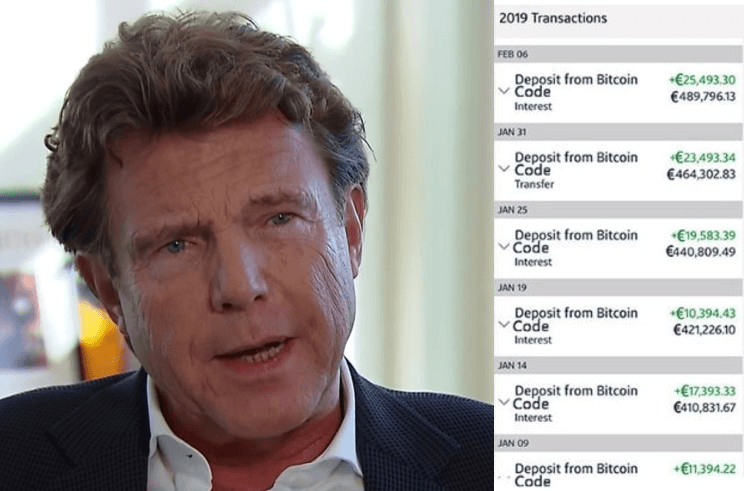 2019 Transactions
FEB 06
Deposit from Bitcoin +€25,493.30
Code €489,796.13
Interest
JAN 31
Deposit from Bitcoin +€23,493.34
Code €464,302.83
Transfer
JAN 25
Deposit from Bitcoin +€19,583.39
Code €440,809.49
Interest
JAN 19
Deposit from Bitcoin +€10,394.43
Code €421,226.10
Interest
JAN 14
Deposit from Bitcoin +€17,393.33
Code €410,831.67
Interest
JAN 09
Deposit from Bitcoin +€11,394.22
Code